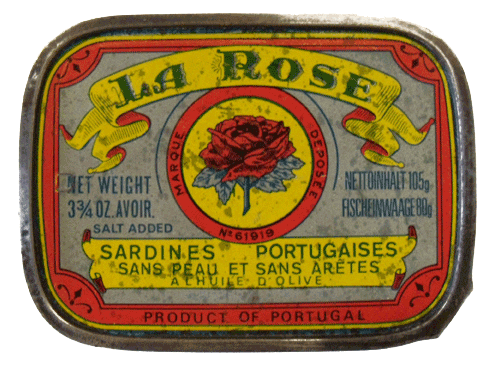 LA ROSE
MARQUE DEPOSÉE
Nº 61919
NET WEIGHT
3¾ OZ. AVOIR.
SALT ADDED
NETTOINHALT 105g
FISCHEINWAAGE 80g
SARDINES PORTUGAISES
SANS PEAU ET SANS ARÊTES
A L'HUILE D'OLIVE
PRODUCT OF PORTUGAL